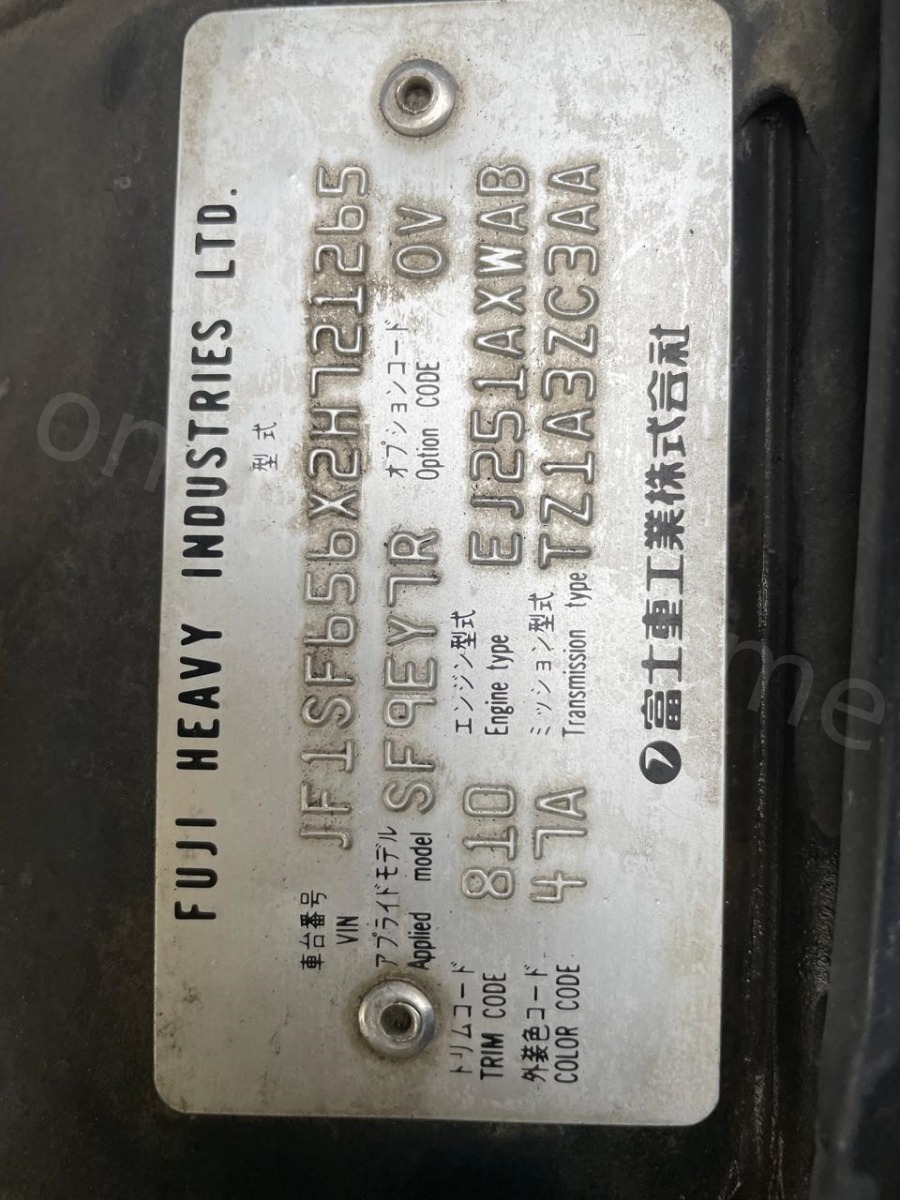 FUJI HEAVY INDUSTRIES LTD.
型式
車台番号
VIN JF1SF656X2H721265
アプライドモデル オプションコード
Applied model SF9EY7R Option CODE 0V
トリムコード エンジン型式
TRIM CODE 810 Engine type EJ251AXWAB
外装色コード ミッション型式
COLOR CODE 47A Transmission type TZ1A3ZC3AA
富士重工業株式会社